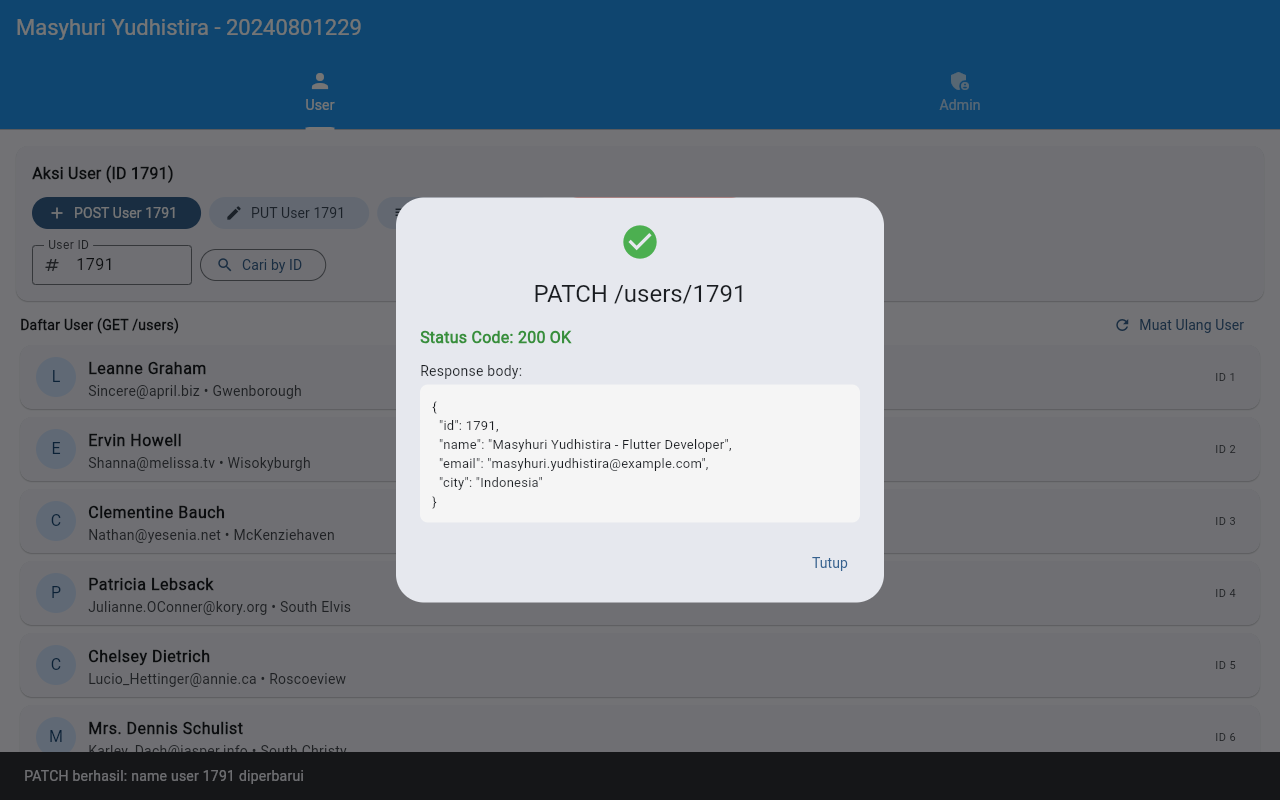 Masyhuri Yudhistira - 20240801229
User
Admin
Aksi User (ID 1791)
POST User 1791
PUT User 1791
User ID
# 1791
Cari by ID
Daftar User (GET /users)
Muat Ulang User
L
Leanne Graham
Sincere@april.biz • Gwenborough
ID 1
E
Ervin Howell
Shanna@melissa.tv • Wisokyburgh
ID 2
C
Clementine Bauch
Nathan@yesenia.net • McKenziehaven
ID 3
P
Patricia Lebsack
Julianne.OConner@kory.org • South Elvis
ID 4
C
Chelsey Dietrich
Lucio_Hettinger@annie.ca • Roscoeview
ID 5
M
Mrs. Dennis Schulist
Karley_Dach@jasper.info • South Christy
ID 6
PATCH /users/1791
Status Code: 200 OK
Response body:
{
"id": 1791,
"name": "Masyhuri Yudhistira - Flutter Developer",
"email": "masyhuri.yudhistira@example.com",
"city": "Indonesia"
}
Tutup
PATCH berhasil: name user 1791 diperbarui